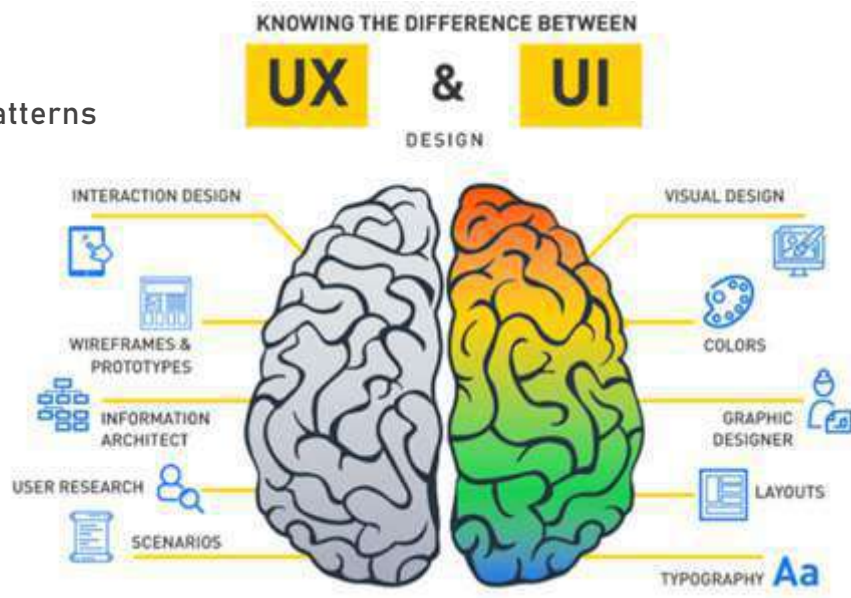 KNOWING THE DIFFERENCE BETWEEN
UX & UI
DESIGN
atterns
INTERACTION DESIGN
WIREFRAMES &
PROTOTYPES
INFORMATION
ARCHITECT
USER RESEARCH
SCENARIOS
VISUAL DESIGN
COLORS
GRAPHIC
DESIGNER
LAYOUTS
TYPOGRAPHY Aa